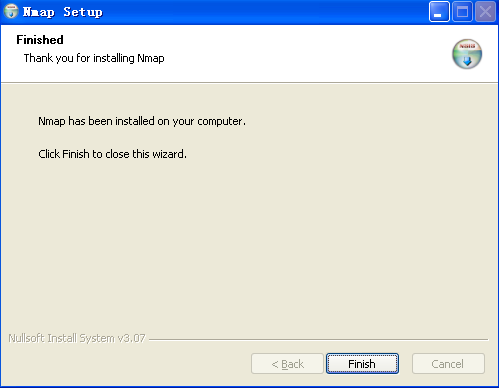 Nmap Setup
Finished
Thank you for installing Nmap
Nmap has been installed on your computer.
Click Finish to close this wizard.
Nullsoft Install System v3.07
< Back
Finish
Cancel